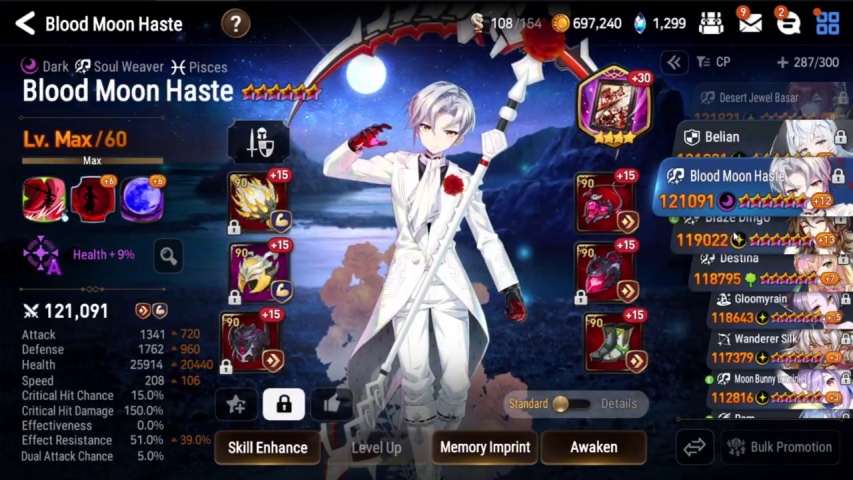 Blood Moon Haste
?
108/154
697,240
1,299
9
2
Dark Soul Weaver Pisces
Blood Moon Haste
Lv. Max/60
Max
+6
+6
A
Health + 9%
121,091
Attack 1341 720
Defense 1762 960
Health 25914 20440
Speed 208 106
Critical Hit Chance 15.0%
Critical Hit Damage 150.0%
Effectiveness 0.0%
Effect Resistance 51.0% 39.0%
Dual Attack Chance 5.0%
90 +15
90 +15
90 +15
+30
90 +15
90 +15
90 +15
Standard Details
Skill Enhance
Level Up
Memory Imprint
Awaken
CP
+ 287/300
Desert Jewel Basar
Belian
Blood Moon Haste
121091 +12
Blaze Dingo
119022 +13
Destina
118795
Gloomyrain
118643
Wanderer Silk
117379
Moon Bunny
112816
Bulk Promotion